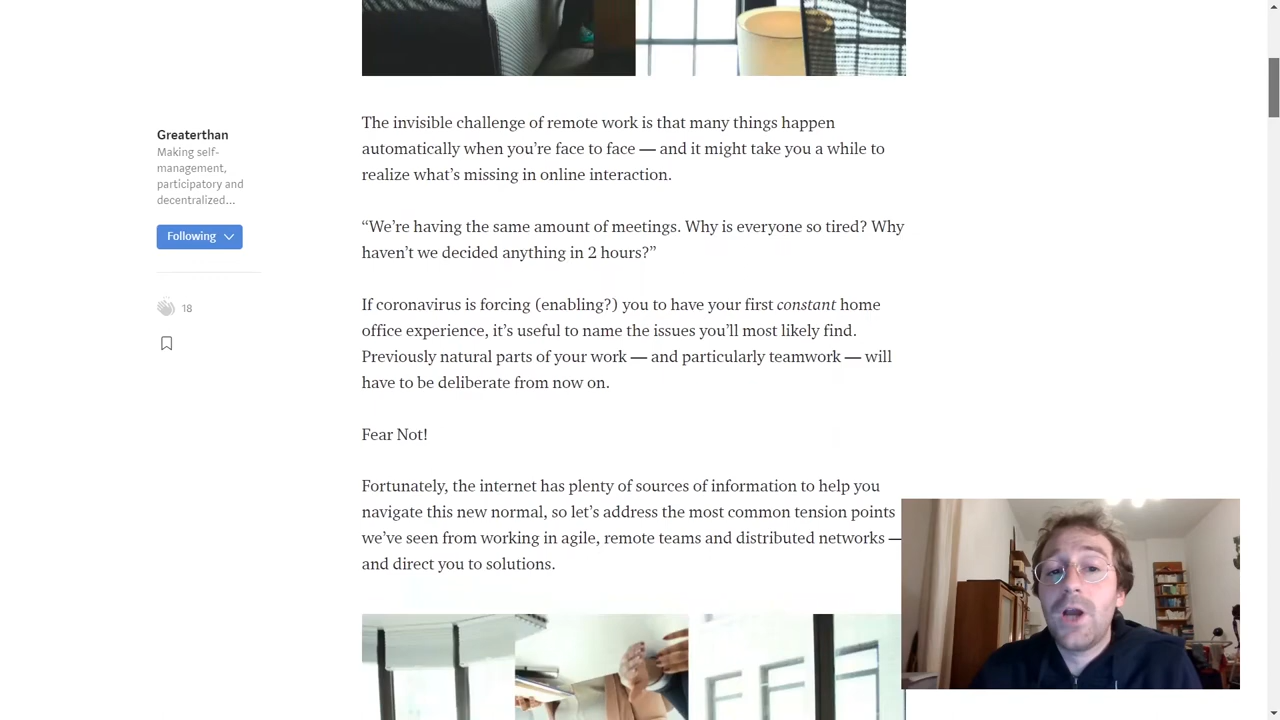 Greaterthan
Making self-
management,
participatory and
decentralized...
Following
18
The invisible challenge of remote work is that many things happen
automatically when you’re face to face — and it might take you a while to
realize what’s missing in online interaction.
“We’re having the same amount of meetings. Why is everyone so tired? Why
haven’t we decided anything in 2 hours?”
If coronavirus is forcing (enabling?) you to have your first constant home
office experience, it’s useful to name the issues you’ll most likely find.
Previously natural parts of your work — and particularly teamwork — will
have to be deliberate from now on.
Fear Not!
Fortunately, the internet has plenty of sources of information to help you
navigate this new normal, so let’s address the most common tension points
we’ve seen from working in agile, remote teams and distributed networks —
and direct you to solutions.